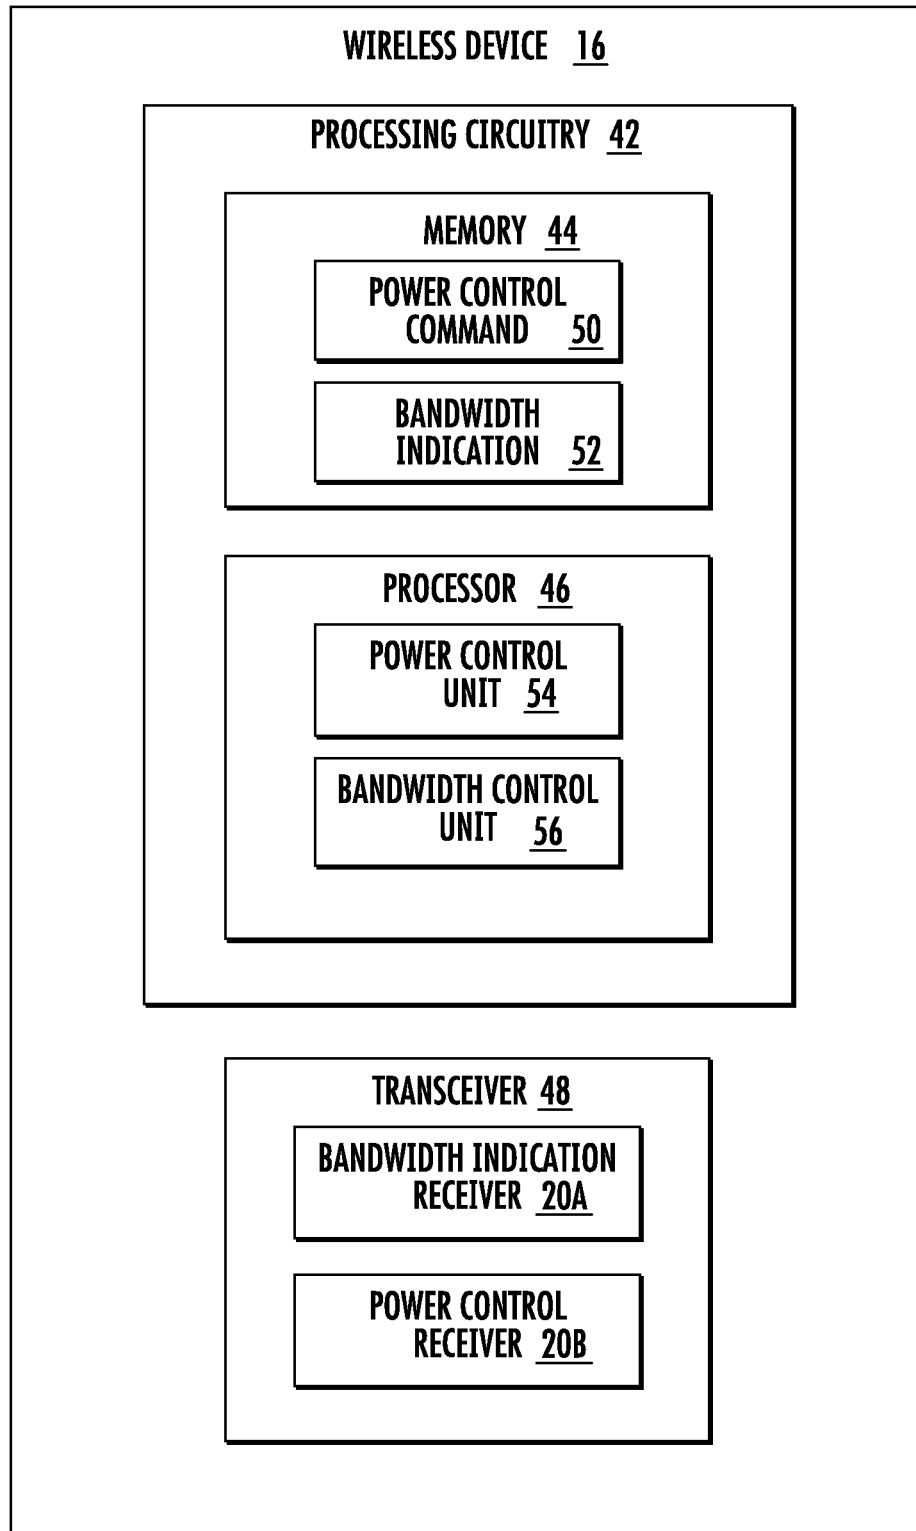 WIRELESS DEVICE 16
PROCESSING CIRCUITRY 42
MEMORY 44
POWER CONTROL
COMMAND 50
BANDWIDTH
INDICATION 52
PROCESSOR 46
POWER CONTROL
UNIT 54
BANDWIDTH CONTROL
UNIT 56
TRANSCEIVER 48
BANDWIDTH INDICATION
RECEIVER 20A
POWER CONTROL
RECEIVER 20B